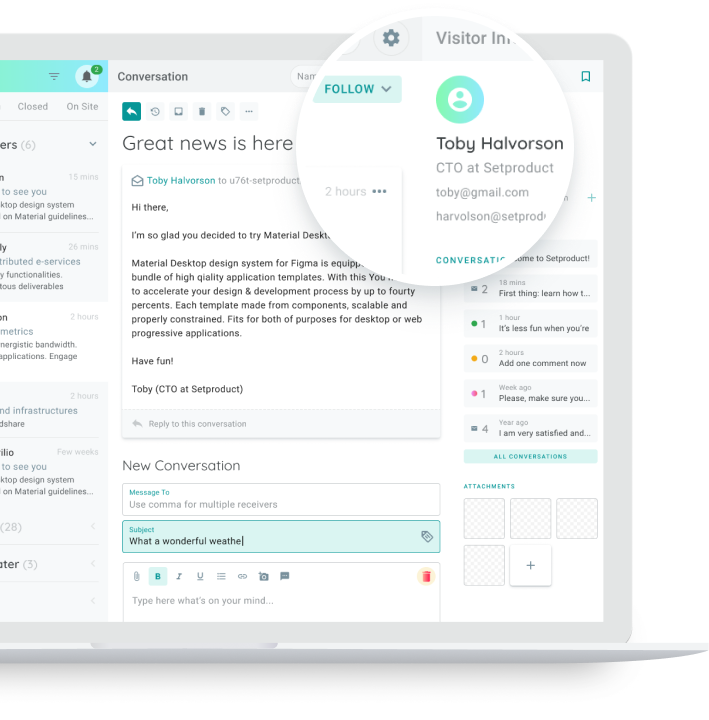 2
Closed On Site
ers (6)
n 15 mins
to see you
ktop design system
on Material guidelines...
ly 26 mins
tributed e-services
y functionalities.
tous deliverables
on 2 hours
metrics
nergistic bandwidth.
applications. Engage
2 hours
nd infrastructures
dshare
ilio Few weeks
to see you
ktop design system
on Material guidelines...
(28)
ater (3)
Conversation
Great news is here
Toby Halvorson to u76t-setproduct
Hi there,
I'm so glad you decided to try Material Deskt
Material Desktop design system for Figma is equipp
bundle of high qiality application templates. With this You
to accelerate your design & development process by up to fourty
percents. Each template made from components, scalable and
properly constrained. Fits for both of purposes for desktop or web
progressive applications.
Have fun!
Toby (CTO at Setproduct)
Reply to this conversation
New Conversation
Message To
Use comma for multiple receivers
Subject
What a wonderful weathe
B I U
Type here what's on your mind...
Visitor In
FOLLOW
Toby Halvorson
CTO at Setproduct
toby@gmail.com
harvolson@setprod
2 hours
CONVERSATI
ome to Setproduct!
2 18 mins
First thing: learn how t...
1 1 hour
It's less fun when you're
0 2 hours
Add one comment now
1 Week ago
Please, make sure you...
4 Year ago
I am very satisfied and...
ALL CONVERSATIONS
ATTACHMENTS
+